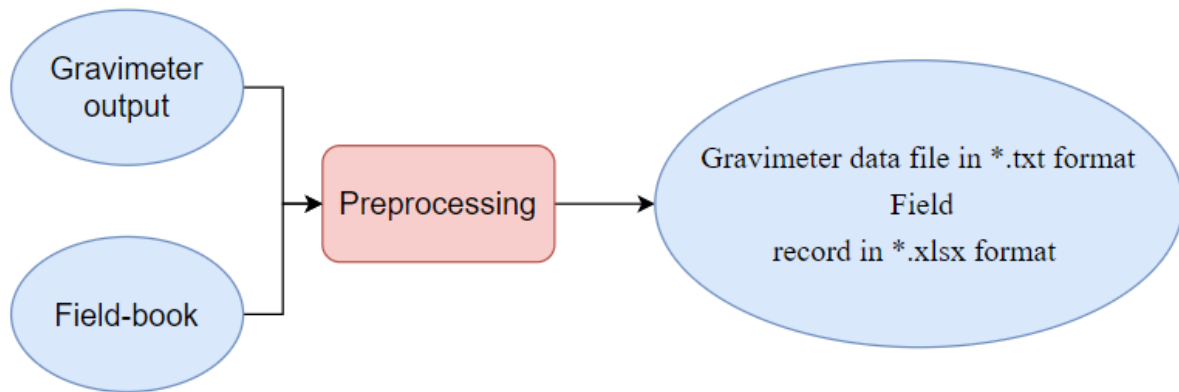 Gravimeter
output
Field-book
Preprocessing
Gravimeter data file in *.txt format
Field
record in *.xlsx format